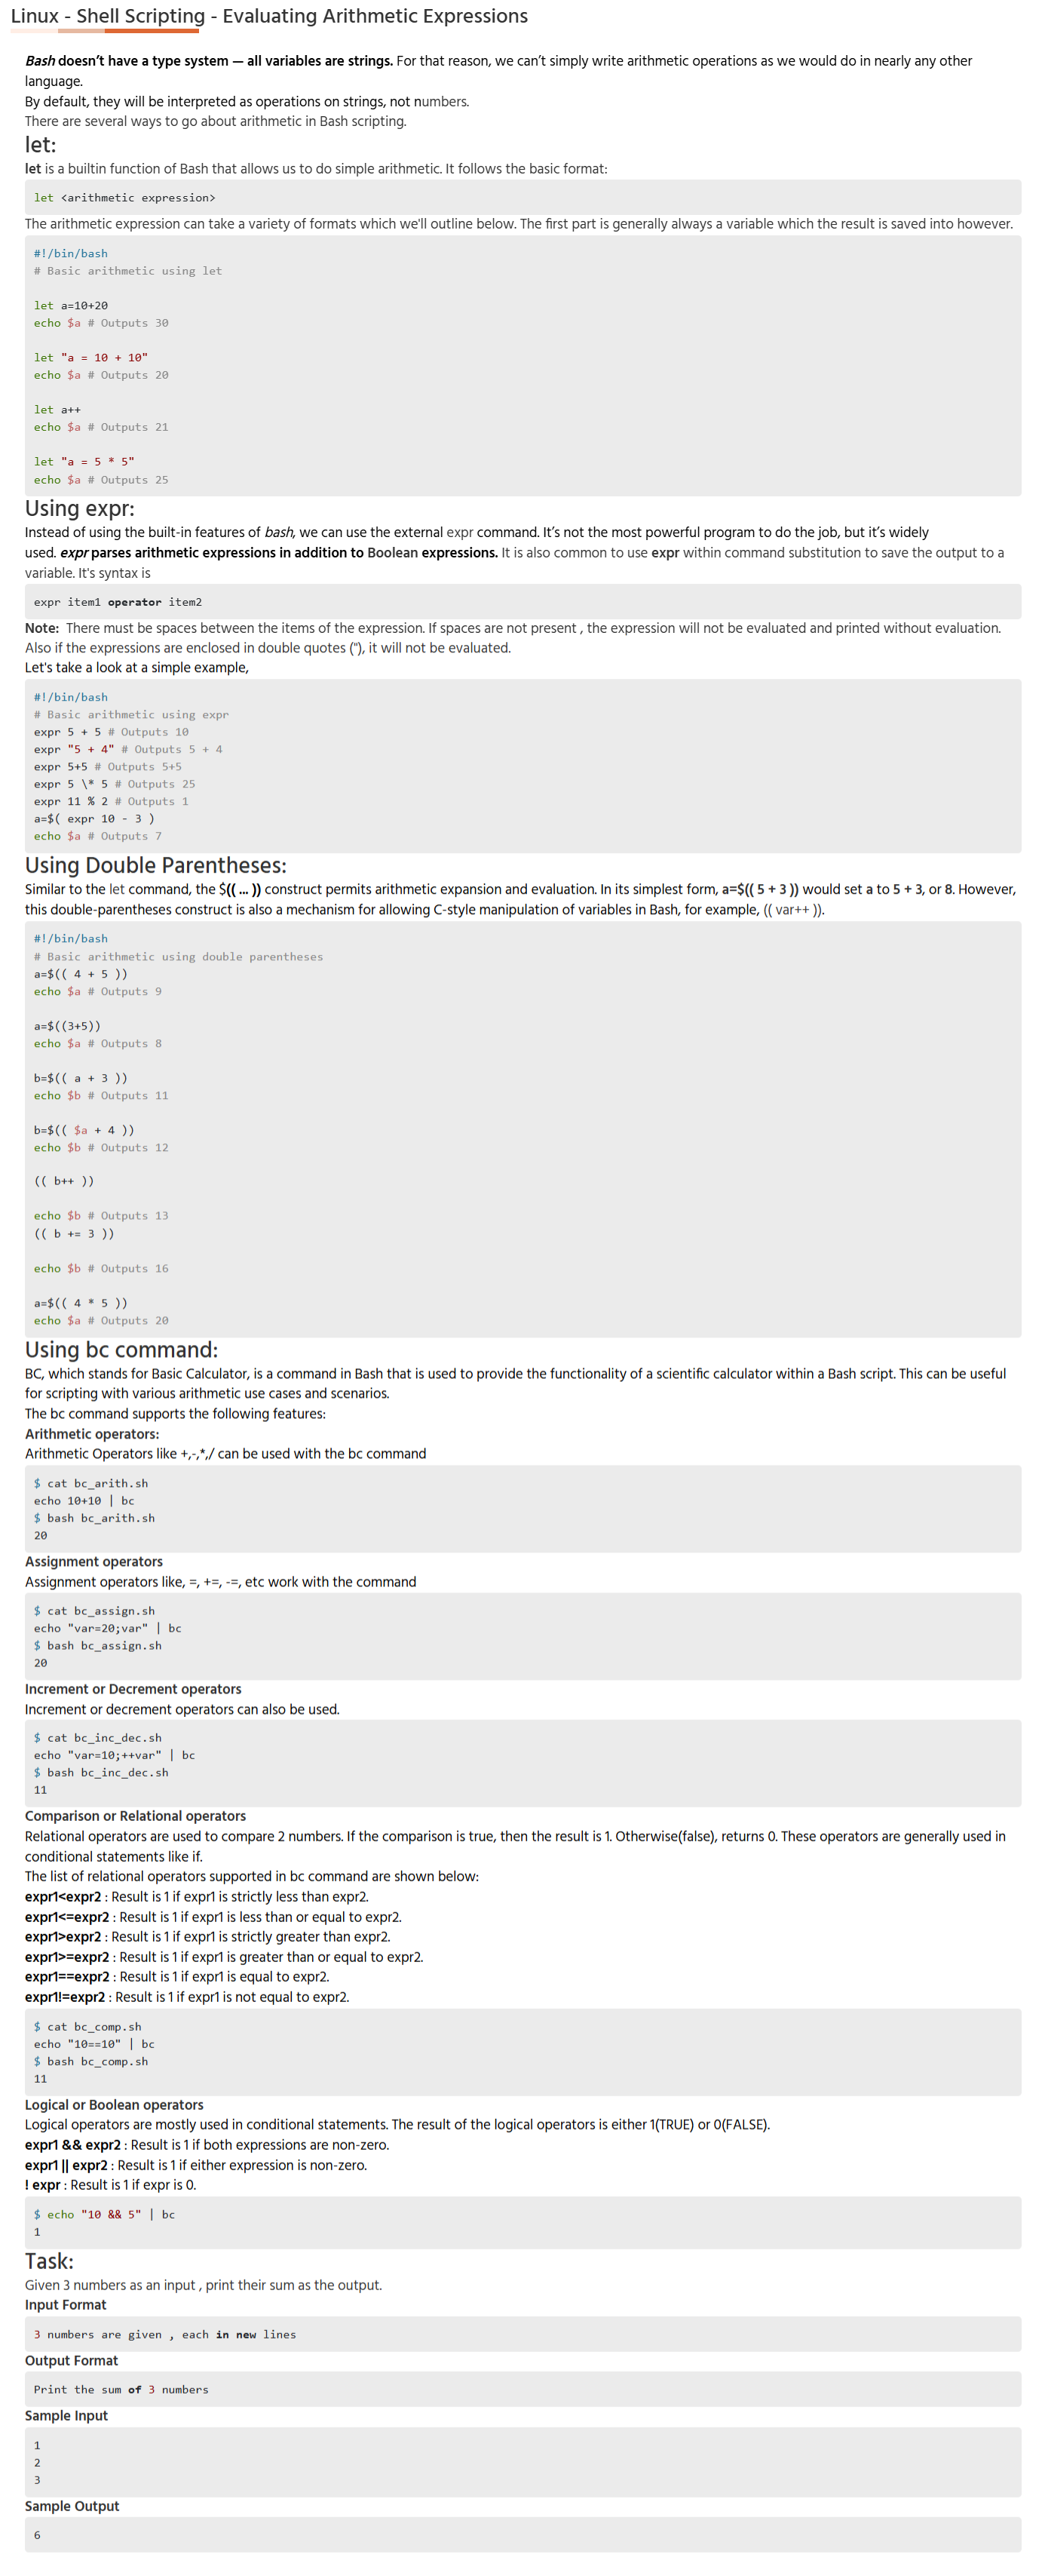 Linux - Shell Scripting - Evaluating Arithmetic Expressions
Bash doesn’t have a type system — all variables are strings. For that reason, we can’t simply write arithmetic operations as we would do in nearly any other
language.
By default, they will be interpreted as operations on strings, not numbers.
There are several ways to go about arithmetic in Bash scripting.
let:
let is a builtin function of Bash that allows us to do simple arithmetic. It follows the basic format:
let <arithmetic expression>
The arithmetic expression can take a variety of formats which we'll outline below. The first part is generally always a variable which the result is saved into however.
#!/bin/bash
# Basic arithmetic using let
let a=10+20
echo $a # Outputs 30
let "a = 10 + 10"
echo $a # Outputs 20
let a++
echo $a # Outputs 21
let "a = 5 * 5"
echo $a # Outputs 25
Using expr:
Instead of using the built-in features of bash, we can use the external expr command. It’s not the most powerful program to do the job, but it’s widely
used. expr parses arithmetic expressions in addition to Boolean expressions. It is also common to use expr within command substitution to save the output to a
variable. It's syntax is
expr item1 operator item2
Note:  There must be spaces between the items of the expression. If spaces are not present , the expression will not be evaluated and printed without evaluation.
Also if the expressions are enclosed in double quotes ("), it will not be evaluated.
Let's take a look at a simple example,
#!/bin/bash
# Basic arithmetic using expr
expr 5 + 5 # Outputs 10
expr "5 + 4" # Outputs 5 + 4
expr 5+5 # Outputs 5+5
expr 5 \* 5 # Outputs 25
expr 11 % 2 # Outputs 1
a=$( expr 10 - 3 )
echo $a # Outputs 7
Using Double Parentheses:
Similar to the let command, the $(( ... )) construct permits arithmetic expansion and evaluation. In its simplest form, a=$(( 5 + 3 )) would set a to 5 + 3, or 8. However,
this double-parentheses construct is also a mechanism for allowing C-style manipulation of variables in Bash, for example, (( var++ )).
#!/bin/bash
# Basic arithmetic using double parentheses
a=$(( 4 + 5 ))
echo $a # Outputs 9
a=$((3+5))
echo $a # Outputs 8
b=$(( a + 3 ))
echo $b # Outputs 11
b=$(( $a + 4 ))
echo $b # Outputs 12
(( b++ ))
echo $b # Outputs 13
(( b += 3 ))
echo $b # Outputs 16
a=$(( 4 * 5 ))
echo $a # Outputs 20
Using bc command:
BC, which stands for Basic Calculator, is a command in Bash that is used to provide the functionality of a scientific calculator within a Bash script. This can be useful
for scripting with various arithmetic use cases and scenarios.
The bc command supports the following features:
Arithmetic operators:
Arithmetic Operators like +,-,*,/ can be used with the bc command
$ cat bc_arith.sh
echo 10+10 | bc
$ bash bc_arith.sh
20
Assignment operators
Assignment operators like, =, +=, -=, etc work with the command
$ cat bc_assign.sh
echo "var=20;var" | bc
$ bash bc_assign.sh
20
Increment or Decrement operators
Increment or decrement operators can also be used.
$ cat bc_inc_dec.sh
echo "var=10;++var" | bc
$ bash bc_inc_dec.sh
11
Comparison or Relational operators
Relational operators are used to compare 2 numbers. If the comparison is true, then the result is 1. Otherwise(false), returns 0. These operators are generally used in
conditional statements like if.
The list of relational operators supported in bc command are shown below:
expr1<expr2 : Result is 1 if expr1 is strictly less than expr2.
expr1<=expr2 : Result is 1 if expr1 is less than or equal to expr2.
expr1>expr2 : Result is 1 if expr1 is strictly greater than expr2.
expr1>=expr2 : Result is 1 if expr1 is greater than or equal to expr2.
expr1==expr2 : Result is 1 if expr1 is equal to expr2.
expr1!=expr2 : Result is 1 if expr1 is not equal to expr2.
$ cat bc_comp.sh
echo "10==10" | bc
$ bash bc_comp.sh
11
Logical or Boolean operators
Logical operators are mostly used in conditional statements. The result of the logical operators is either 1(TRUE) or 0(FALSE).
expr1 && expr2 : Result is 1 if both expressions are non-zero.
expr1 || expr2 : Result is 1 if either expression is non-zero.
! expr : Result is 1 if expr is 0.
$ echo "10 && 5" | bc
1
Task:
Given 3 numbers as an input , print their sum as the output.
Input Format
3 numbers are given , each in new lines
Output Format
Print the sum of 3 numbers
Sample Input
1
2
3
Sample Output
6